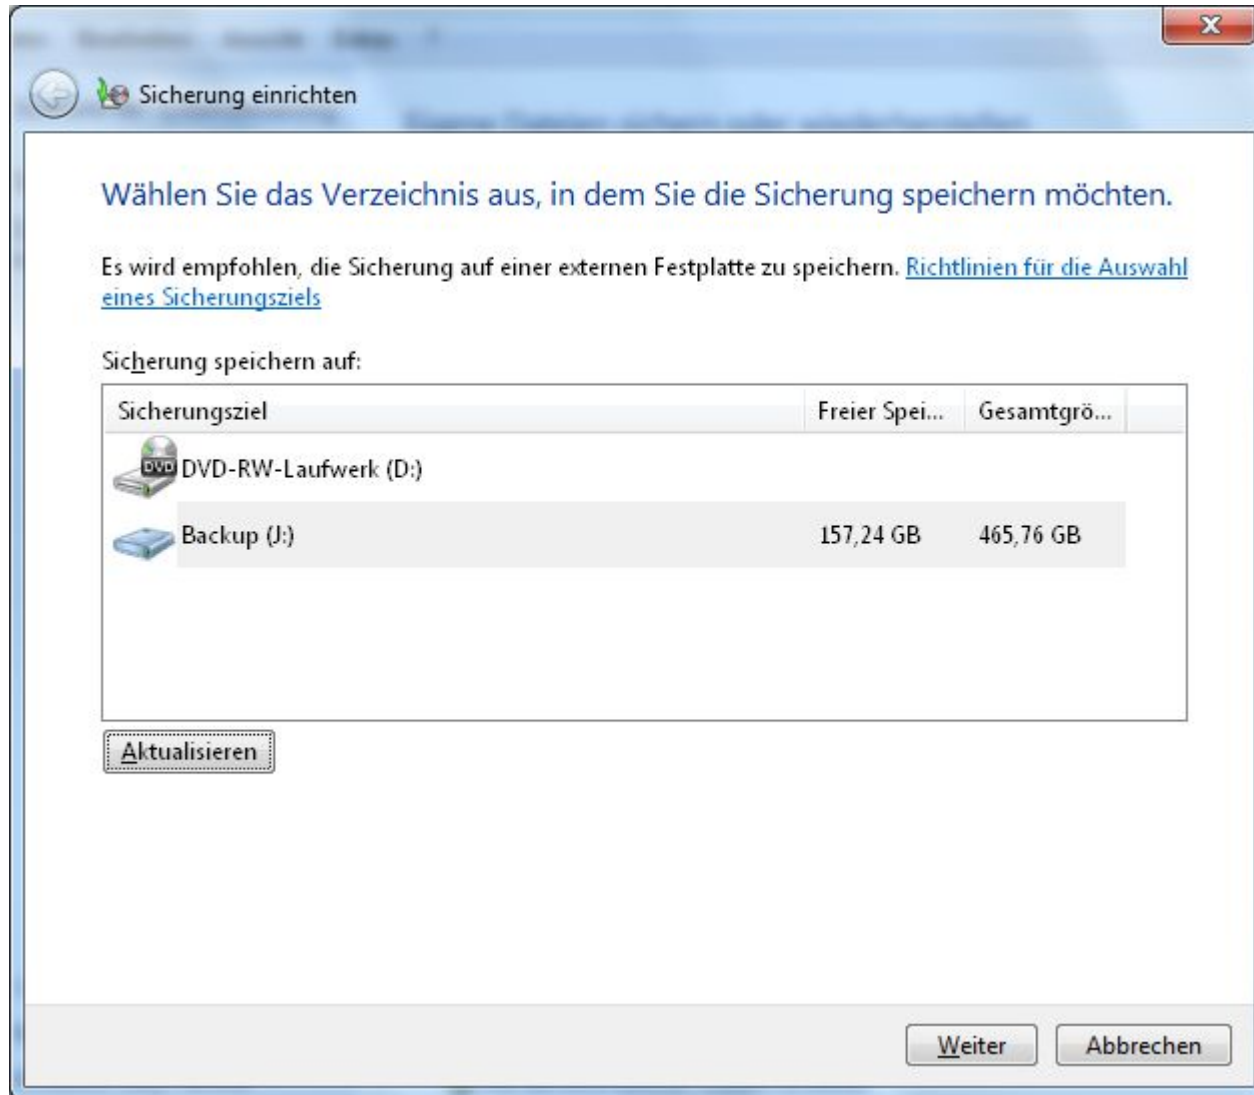 Sicherung einrichten
Wählen Sie das Verzeichnis aus, in dem Sie die Sicherung speichern möchten.
Es wird empfohlen, die Sicherung auf einer externen Festplatte zu speichern. Richtlinien für die Auswahl
eines Sicherungsziels
Sicherung speichern auf:
Sicherungsziel Freier Spei... Gesamtgrö...
DVD DVD-RW-Laufwerk (D:)
Backup (J:) 157,24 GB 465,76 GB
Aktualisieren
Weiter Abbrechen